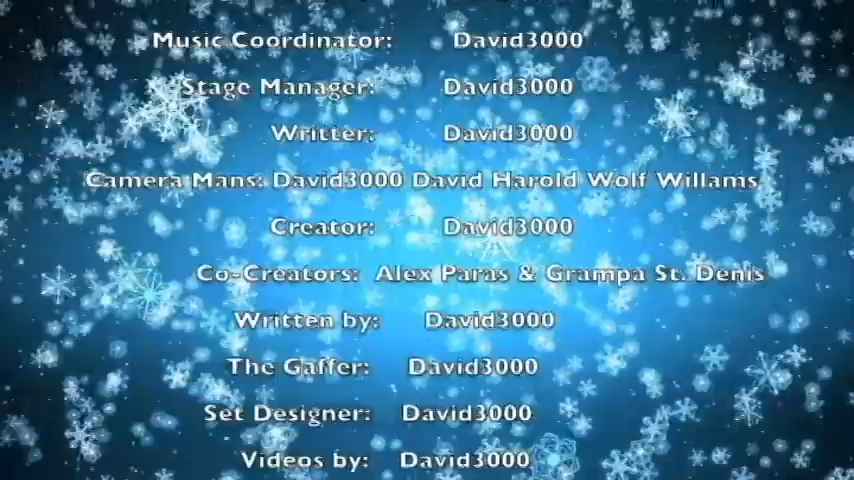 Music Coordinator: David3000
Stage Manager: David3000
Writter: David3000
Camera Mans: David3000 David Harold Wolf Willams
Creator: David3000
Co-Creators: Alex Paras & Grampa St. Denis
Written by: David3000
The Gaffer: David3000
Set Designer: David3000
Videos by: David3000